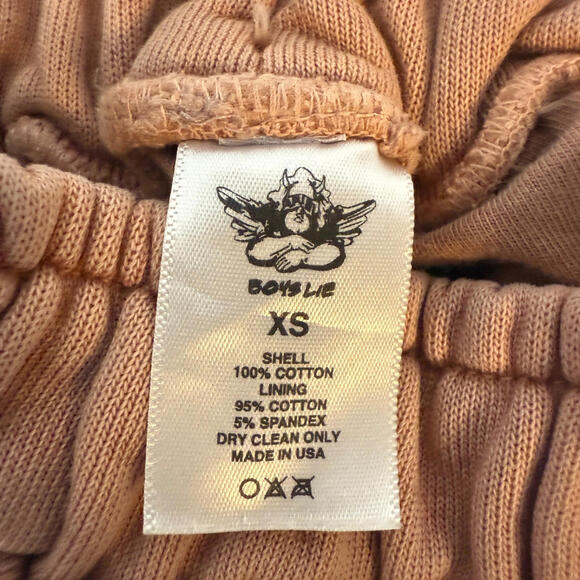 BOYS LIE
XS
SHELL
100% COTTON
LINING
95% COTTON
5% SPANDEX
DRY CLEAN ONLY
MADE IN USA